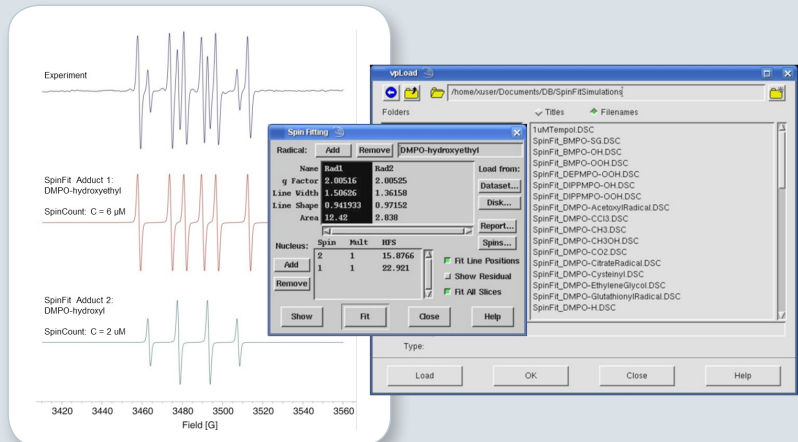 Experiment
SpinFit Adduct 1:
DMPO-hydroxyethyl
SpinCount: C = 6 µM
SpinFit Adduct 2:
DMPO-hydroxyl
SpinCount: C = 2 uM
3420 3440 3460 3480 3500 3520 3540 3560
Field [G]
vpLoad
/home/xuser/Documents/DB/SpinFitSimulations
Folders
Titles
Filenames
1uMTempol.DSC
SpinFit_BMPO-SG.DSC
SpinFit_BMPO-OH.DSC
SpinFit_BMPO-OOH.DSC
SpinFit_DEPMPO-OOH.DSC
SpinFit_DIPPMPO-OH.DSC
SpinFit_DIPPMPO-OOH.DSC
SpinFit_DMPO-AcetoxylRadical.DSC
SpinFit_DMPO-CCl3.DSC
SpinFit_DMPO-CH3.DSC
SpinFit_DMPO-CH3OH.DSC
SpinFit_DMPO-CO2.DSC
SpinFit_DMPO-CitrateRadical.DSC
SpinFit_DMPO-Cysteinyl.DSC
SpinFit_DMPO-EthyleneGlycol.DSC
SpinFit_DMPO-GlutathionylRadical.DSC
SpinFit_DMPO-H.DSC
Type:
Load OK Close Help
Spin Fitting
Radical: Add Remove DMPO-hydroxyethyl
Name Rad1 Rad2
g Factor 2.00516 2.00525
Line Width 1.50626 1.36158
Line Shape 0.941933 0.97152
Area 12.42 2.838
Load from:
Dataset...
Disk...
Report...
Spins...
Nucleus:
Spin Mult HFS
2 1 15.8766
1 1 22.921
Add
Remove
Fit Line Positions
Show Residual
Fit All Slices
Show Fit Close Help